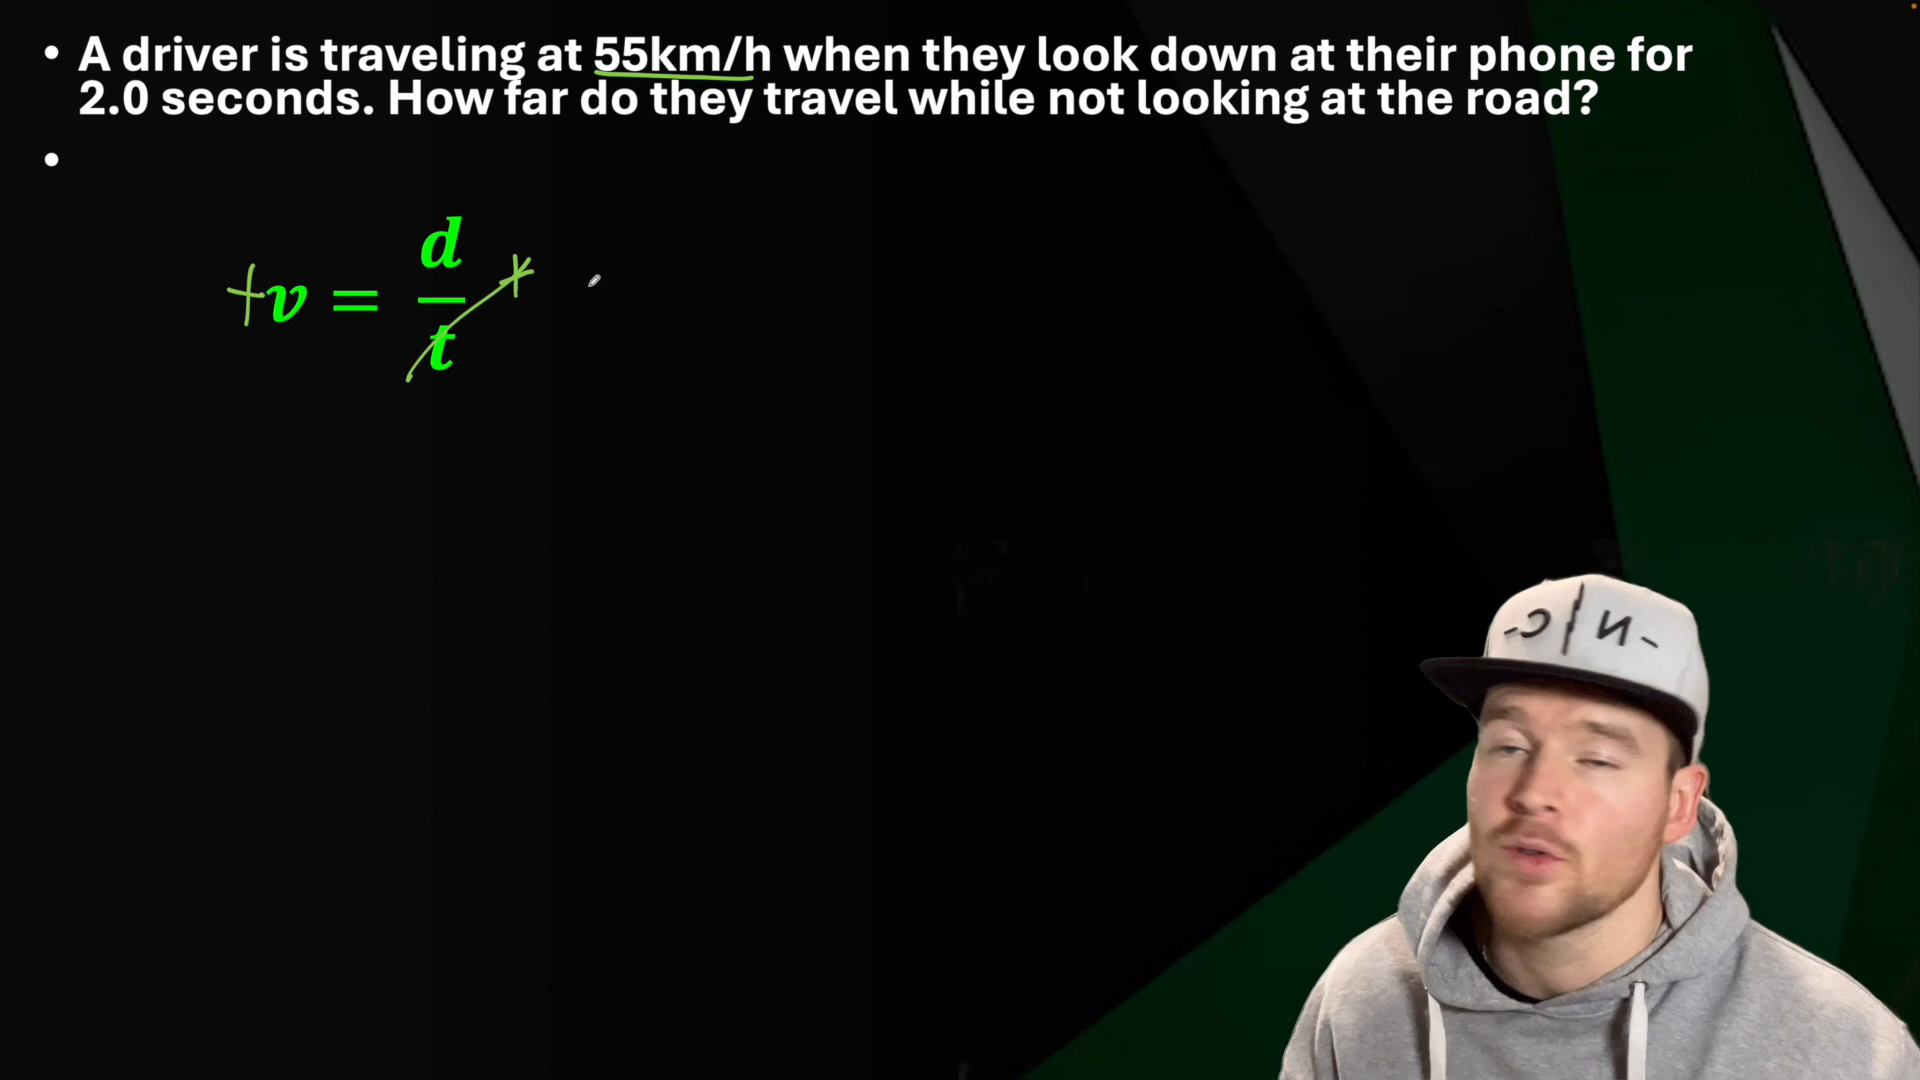 • A driver is traveling at 55km/h when they look down at their phone for
2.0 seconds. How far do they travel while not looking at the road?
•
tv = d/t t
-C | N-